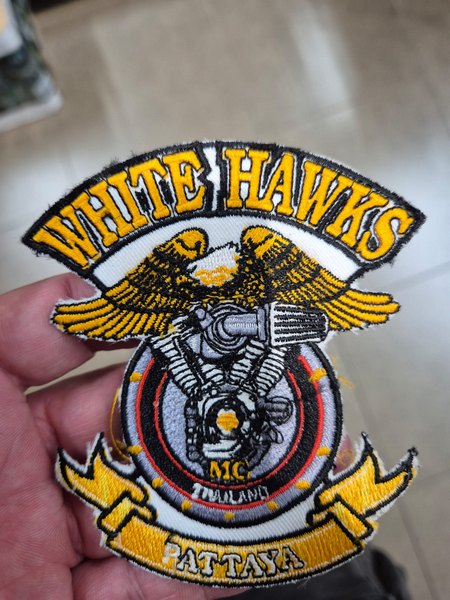 WHITE HAWKS
MC.
THAILAND
PATTAYA